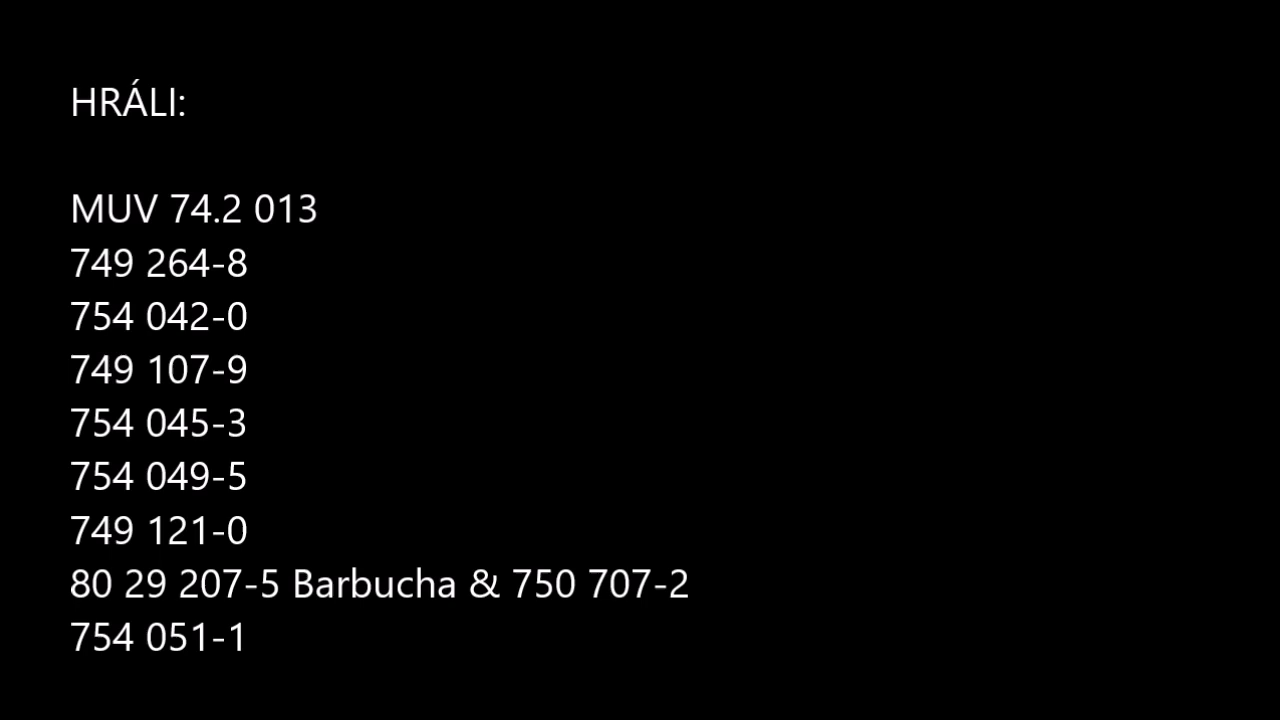 HRÁLI:
MUV 74.2 013
749 264-8
754 042-0
749 107-9
754 045-3
754 049-5
749 121-0
80 29 207-5 Barbucha & 750 707-2
754 051-1